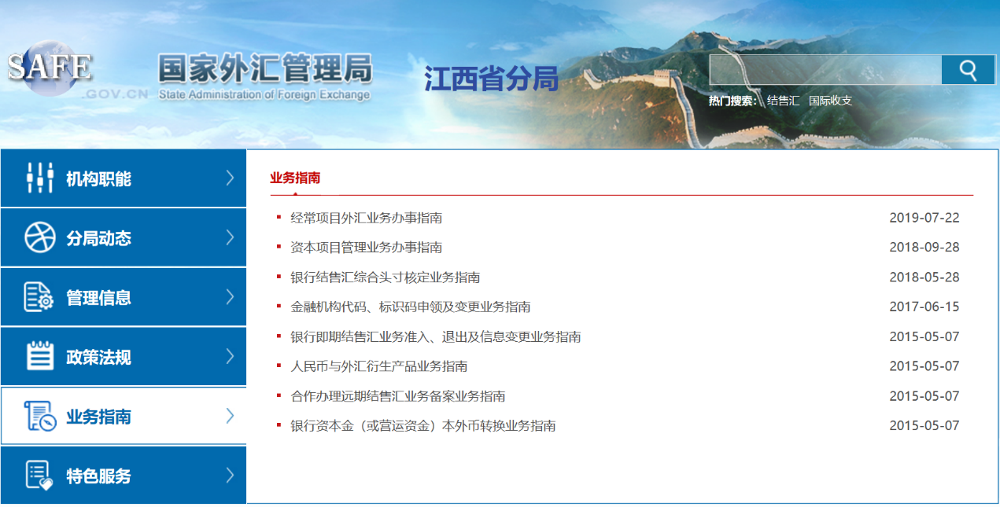 SAFE
.GOV.CN
国家外汇管理局
State Administration of Foreign Exchange
江西省分局
热门搜索： 结售汇 国际收支
机构职能
分局动态
管理信息
政策法规
业务指南
特色服务
业务指南
经常项目外汇业务办事指南 2019-07-22
资本项目管理业务办事指南 2018-09-28
银行结售汇综合头寸核定业务指南 2018-05-28
金融机构代码、标识码申领及变更业务指南 2017-06-15
银行即期结售汇业务准入、退出及信息变更业务指南 2015-05-07
人民币与外汇衍生产品业务指南 2015-05-07
合作办理远期结售汇业务备案业务指南 2015-05-07
银行资本金（或营运资金）本外币转换业务指南 2015-05-07